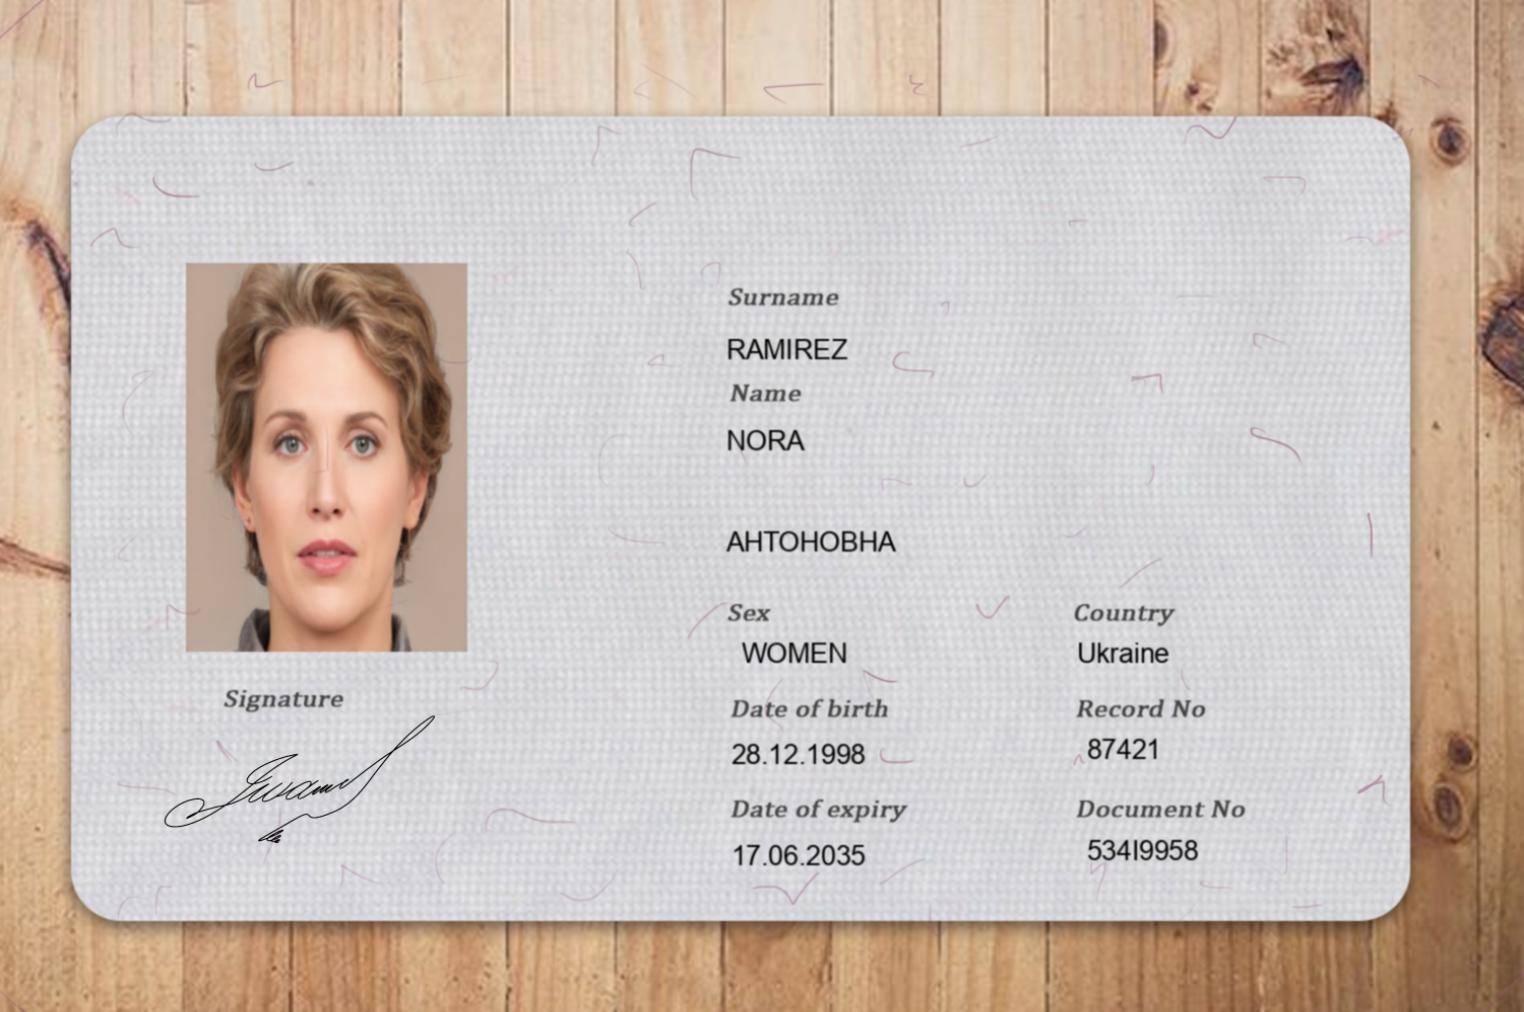 Surname
RAMIREZ
Name
NORA
АНТОНОВНА
Sex
WOMEN
Country
Ukraine
Date of birth
28.12.1998
Record No
87421
Date of expiry
17.06.2035
Document No
534I9958
Signature